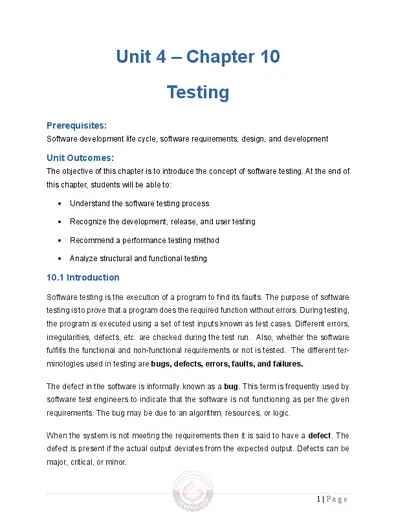 Unit 4 – Chapter 10
Testing
Prerequisites:
Software development life cycle, software requirements, design, and development
Unit Outcomes:
The objective of this chapter is to introduce the concept of software testing. At the end of
this chapter, students will be able to:
• Understand the software testing process
• Recognize the development, release, and user testing
• Recommend a performance testing method
• Analyze structural and functional testing
10.1 Introduction
Software testing is the execution of a program to find its faults. The purpose of software
testing is to prove that a program does the required function without errors. During testing,
the program is executed using a set of test inputs known as test cases. Different errors,
irregularities, defects, etc. are checked during the test run. Also, whether the software
fulfills the functional and non-functional requirements or not is tested. The different ter-
minologies used in testing are bugs, defects, errors, faults, and failures.
The defect in the software is informally known as a bug. This term is frequently used by
software test engineers to indicate that the software is not functioning as per the given
requirements. The bug may be due to an algorithm, resources, or logic.
When the system is not meeting the requirements then it is said to have a defect. The
defect is present if the actual output deviates from the expected output. Defects can be
major, critical, or minor.
1 | Page